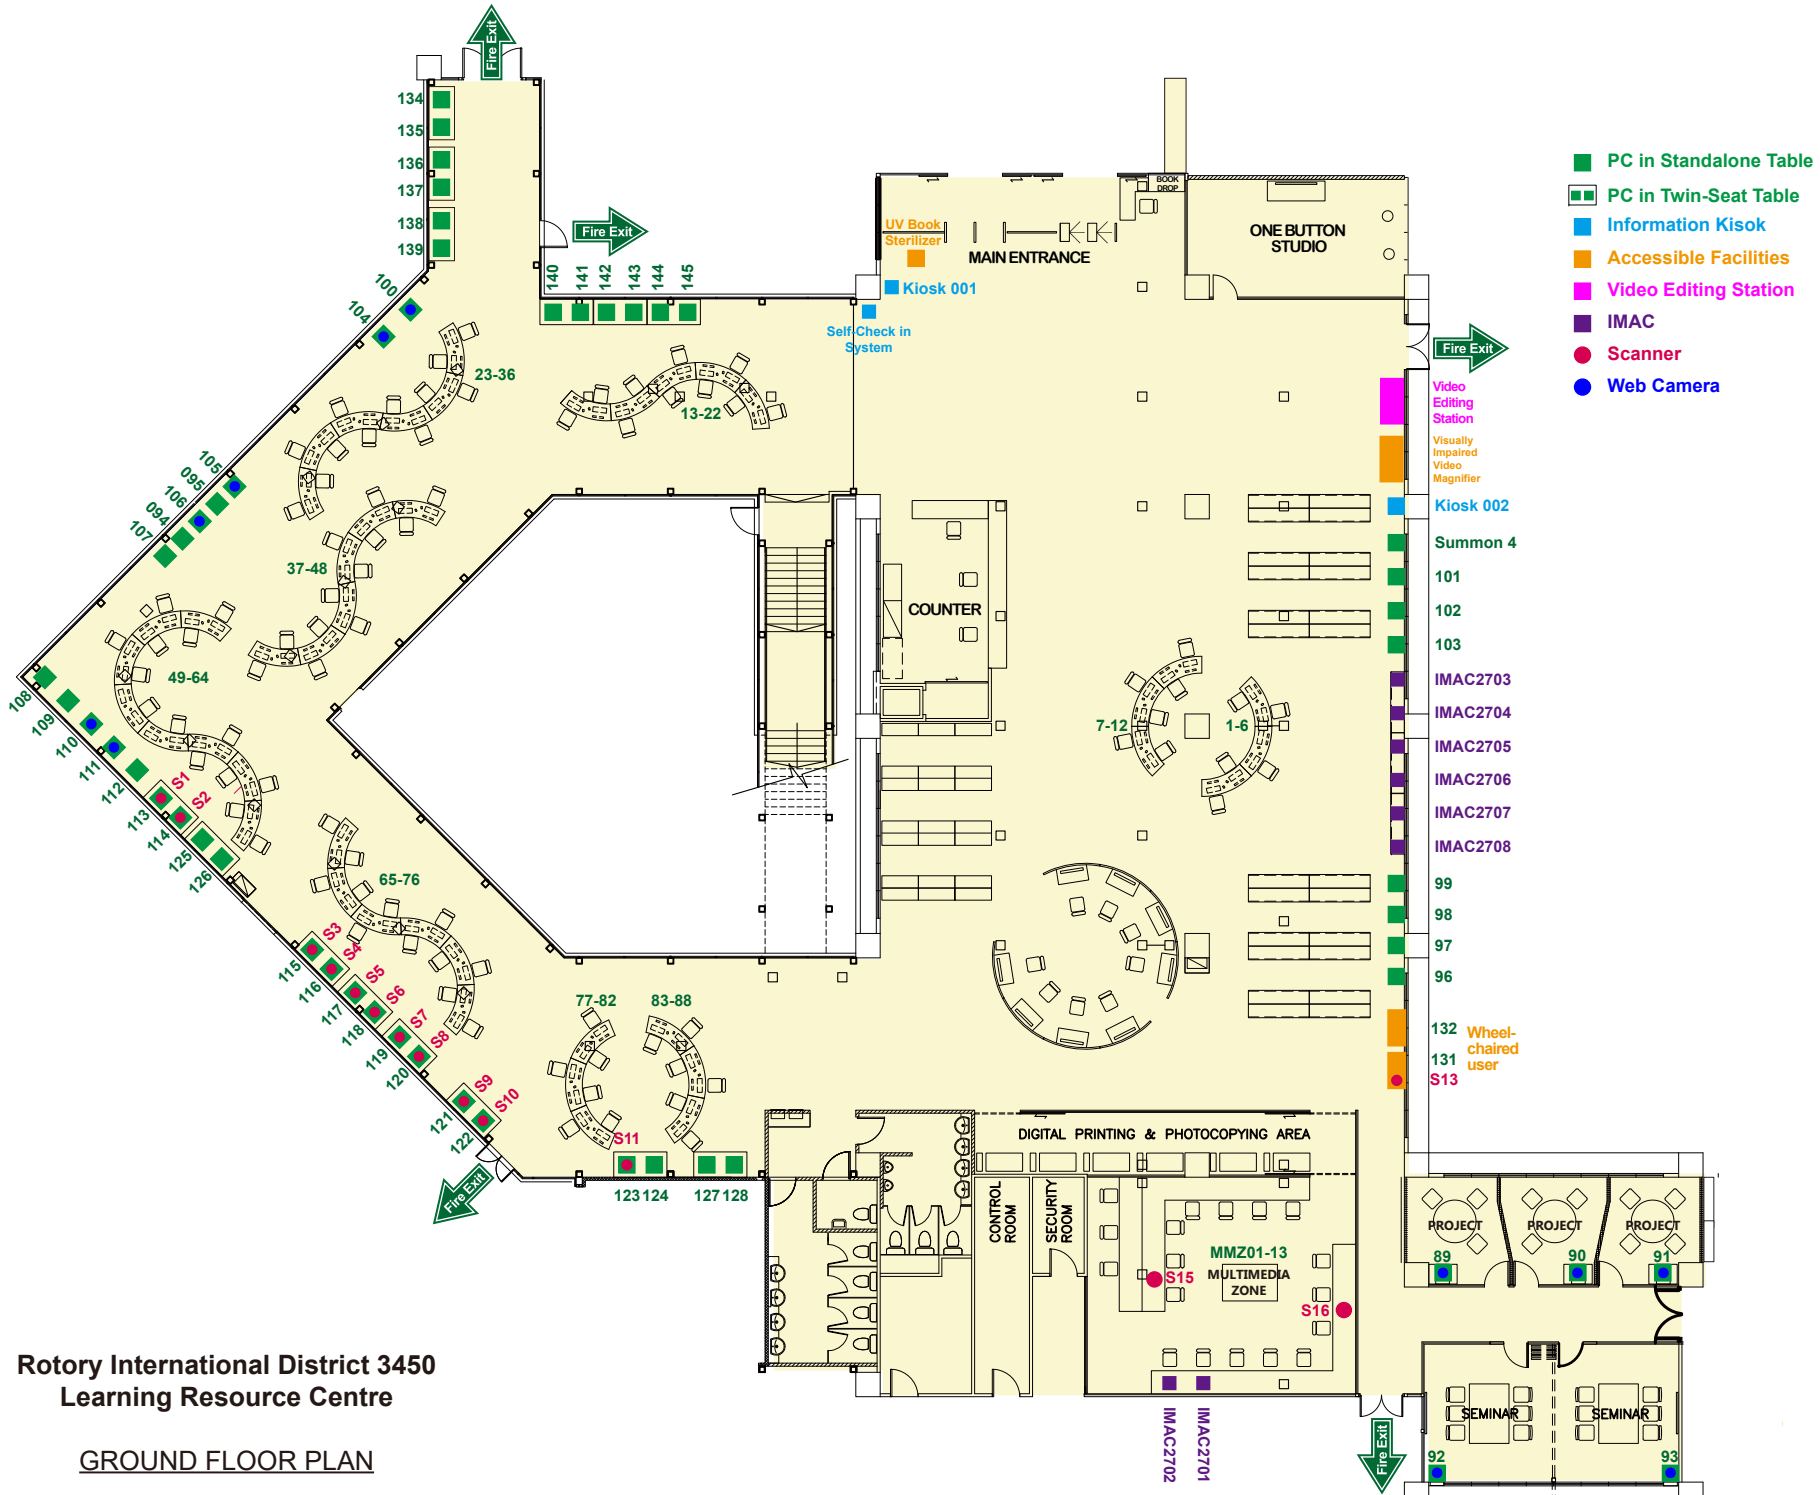 Fire Exit
134
135
136
137
138
139
Fire Exit
140
141
142
143
144
145
100
104
23-36
13-22
UV Book
Sterilizer
MAIN ENTRANCE
BOOK
DROP
ONE BUTTON
STUDIO
Kiosk 001
Self-Check in
System
Fire Exit
PC in Standalone Table
PC in Twin-Seat Table
Information Kisok
Accessible Facilities
Video Editing Station
IMAC
Scanner
Web Camera
Video
Editing
Station
Visually
Impaired
Video
Magnifier
Kiosk 002
Summon 4
101
102
103
IMAC2703
IMAC2704
IMAC2705
IMAC2706
IMAC2707
IMAC2708
99
98
97
96
132
131
Wheel-
chaired
user
S13
105
095
106
094
107
37-48
COUNTER
49-64
7-12
1-6
108
109
110
111
112
113
S1
114
S2
125
126
65-76
115
S3
116
S4
117
S5
118
S6
119
S7
120
S8
121
S9
122
S10
77-82
83-88
S11
123
124
127
128
Fire Exit
DIGITAL PRINTING & PHOTOCOPYING AREA
CONTROL
ROOM
SECURITY
ROOM
MMZ01-13
MULTIMEDIA
ZONE
S15
S16
IMAC2702
IMAC2701
PROJECT
PROJECT
PROJECT
89
90
91
SEMINAR
SEMINAR
92
93
Fire Exit
Rotory International District 3450
Learning Resource Centre
GROUND FLOOR PLAN